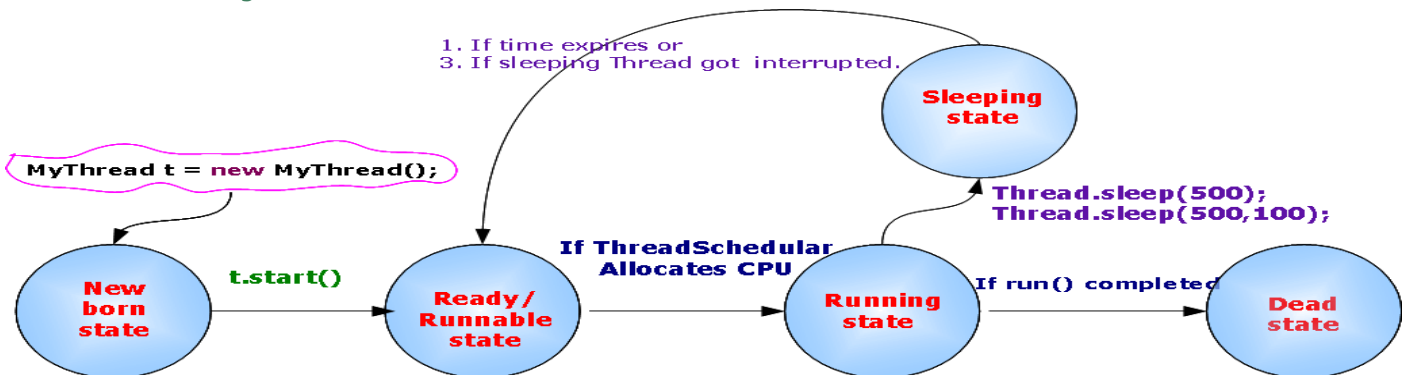 1. If time expires or
3. If sleeping Thread got interrupted.
Sleeping
state
MyThread t = new MyThread();
Thread.sleep(500);
Thread.sleep(500,100);
If ThreadSchedular
Allocates CPU
t.start()
If run() completed
New
born
state
Ready/
Runnable
state
Running
state
Dead
state